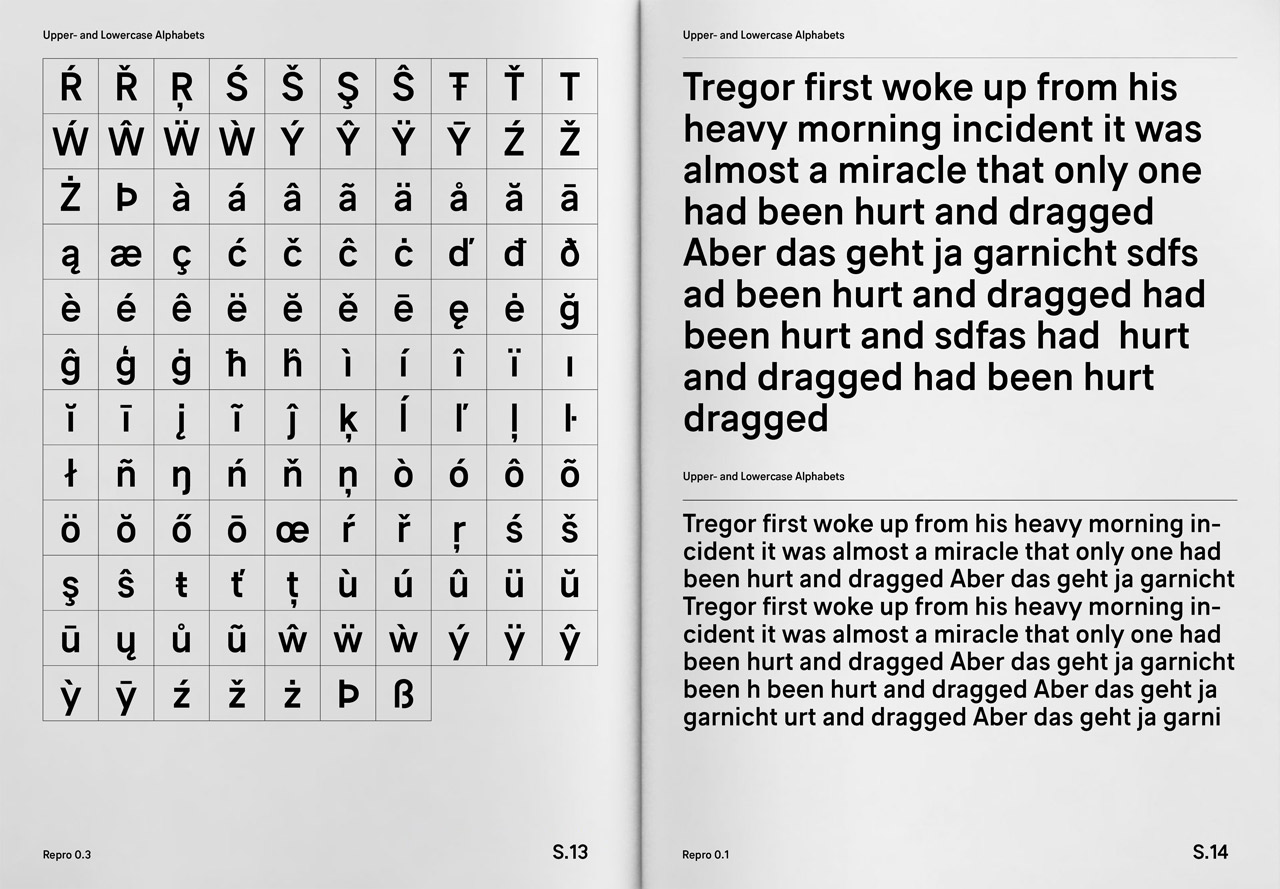 Upper- and Lowercase Alphabets
Ŕ Ř Ŗ Ś Š Ş Ŝ Ŧ Ť T
Ẃ Ŵ Ẅ Ẁ Ý Ŷ Ÿ Ȳ Ź Ž
Ż Þ à á â ã ä å ă ā
ą æ ç ć č ĉ ċ ď đ ð
è é ê ë ĕ ě ē ę ė ğ
ĝ ģ ġ ħ ĥ ì í î ï ı
ĭ ī į ĩ ĵ ķ ĺ ľ ļ ŀ
ł ñ ŋ ń ň ņ ò ó ô õ
ö ŏ ő ō œ ŕ ř ŗ ś š
ş ŝ ŧ ť ţ ù ú û ü ŭ
ū ų ů ũ ŵ ẅ ẁ ý ÿ ŷ
ỳ ȳ ź ž ż Þ ß
Repro 0.3
S.13
Upper- and Lowercase Alphabets
Tregor first woke up from his
heavy morning incident it was
almost a miracle that only one
had been hurt and dragged
Aber das geht ja garnicht sdfs
ad been hurt and dragged had
been hurt and sdfas had  hurt
and dragged had been hurt
dragged
Upper- and Lowercase Alphabets
Tregor first woke up from his heavy morning in-
cident it was almost a miracle that only one had
been hurt and dragged Aber das geht ja garnicht
Tregor first woke up from his heavy morning in-
cident it was almost a miracle that only one had
been hurt and dragged Aber das geht ja garnicht
been h been hurt and dragged Aber das geht ja
garnicht urt and dragged Aber das geht ja garni
Repro 0.1
S.14